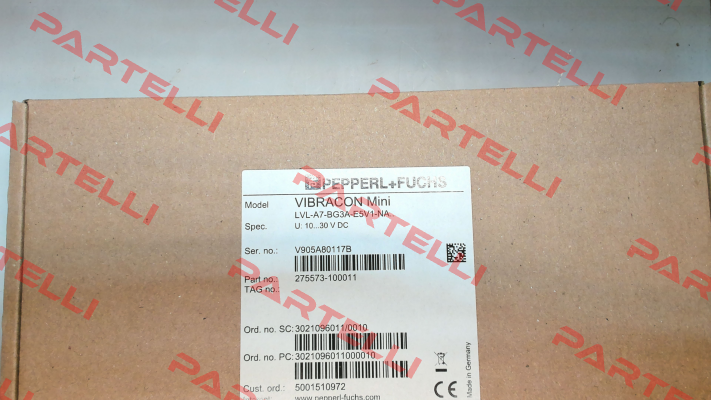 PARTELLI
PARTELLI
PARTELLI
PARTELLI
PARTELLI
PARTELLI
PARTELLI
PARTELLI
PARTELLI
PEPPERL+FUCHS
Model VIBRACON Mini
LVL-A7-BG3A-E5V1-NA
Spec. U: 10...30 V DC
Ser. no.: V905A80117B
Part no.: 275573-100011
TAG no.:
Ord. no. SC: 3021096011/0010
Ord. no. PC: 3021096011000010
Cust. ord.: 5001510972
www.pepperl-fuchs.com
CE
Made in Germany